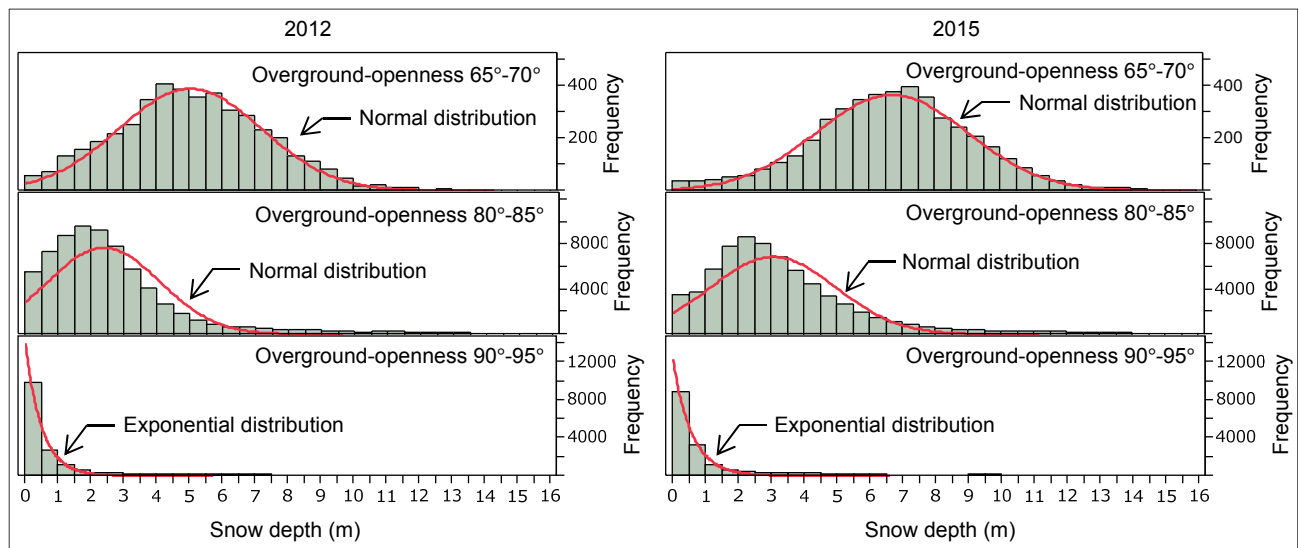 2012
Overground-openness 65°-70°
Normal distribution
400
200
Frequency
Overground-openness 80°-85°
Normal distribution
8000
4000
Frequency
Overground-openness 90°-95°
Exponential distribution
12000
8000
4000
Frequency
0 1 2 3 4 5 6 7 8 9 10 11 12 13 14 15 16
Snow depth (m)
2015
Overground-openness 65°-70°
Normal distribution
400
200
Frequency
Overground-openness 80°-85°
Normal distribution
8000
4000
Frequency
Overground-openness 90°-95°
Exponential distribution
12000
8000
4000
Frequency
0 1 2 3 4 5 6 7 8 9 10 11 12 13 14 15 16
Snow depth (m)